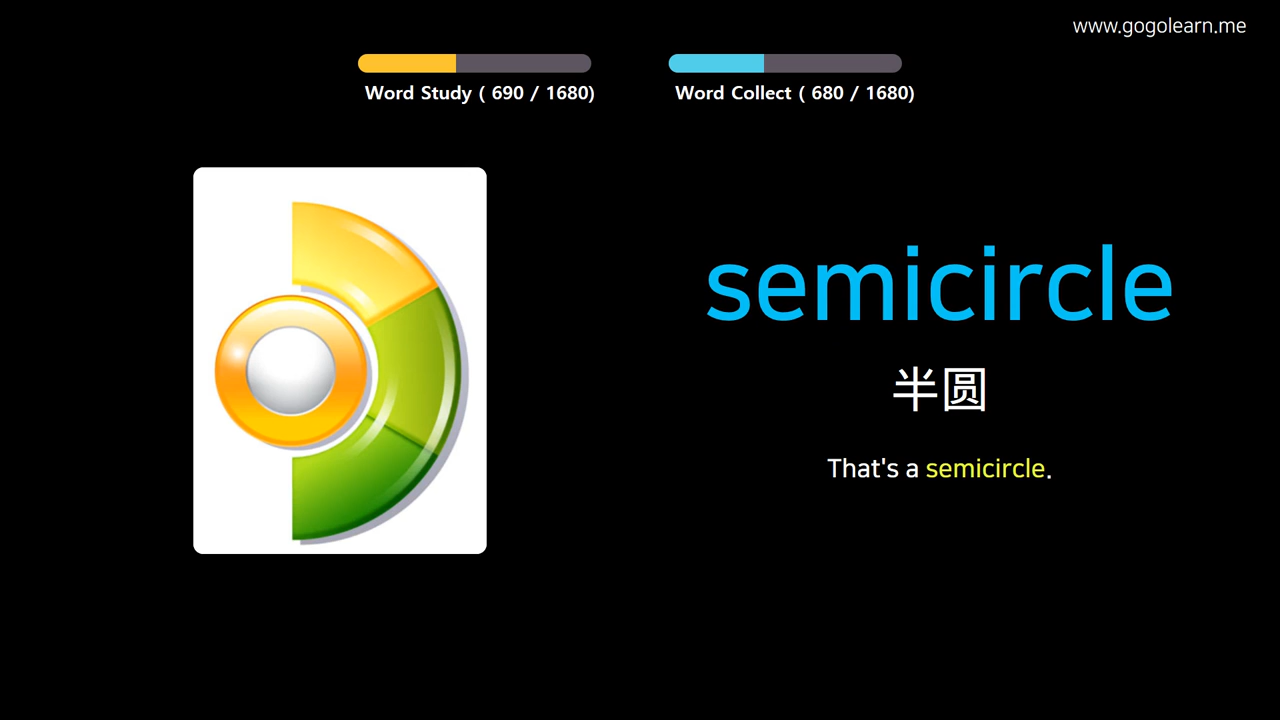 www.gogolearn.me
Word Study ( 690 / 1680)
Word Collect ( 680 / 1680)
semicircle
半圆
That's a semicircle.